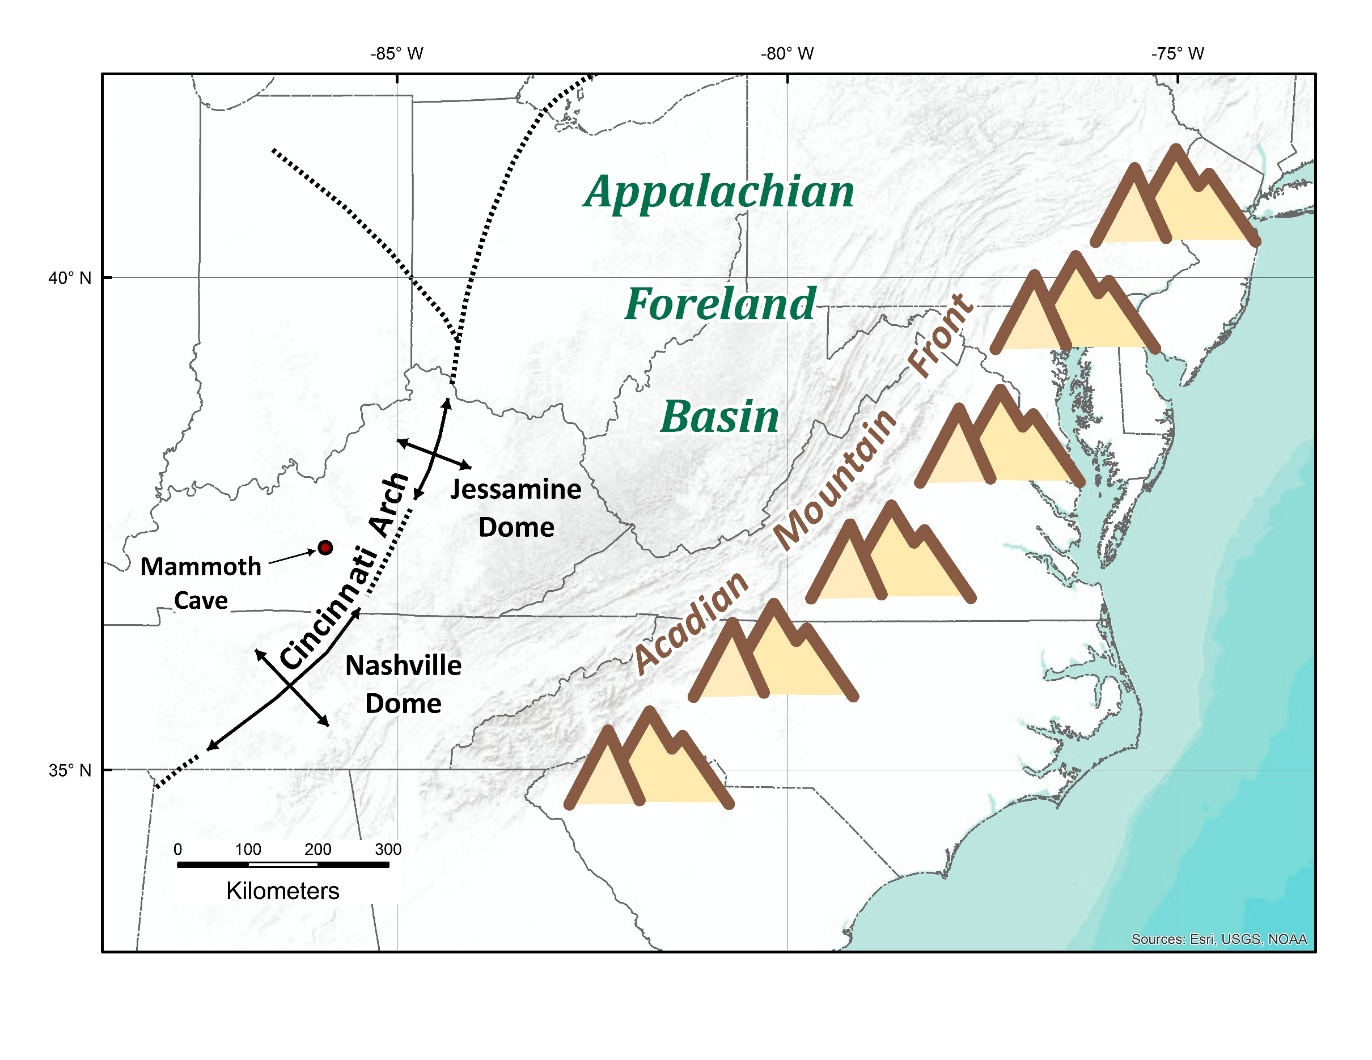 -85° W
-80° W
-75° W
Appalachian
40° N
Foreland
Basin
Acadian Mountain Front
Jessamine
Dome
Cincinnati Arch
Mammoth
Cave
Nashville
Dome
35° N
0 100 200 300
Kilometers
Sources: Esri, USGS, NOAA